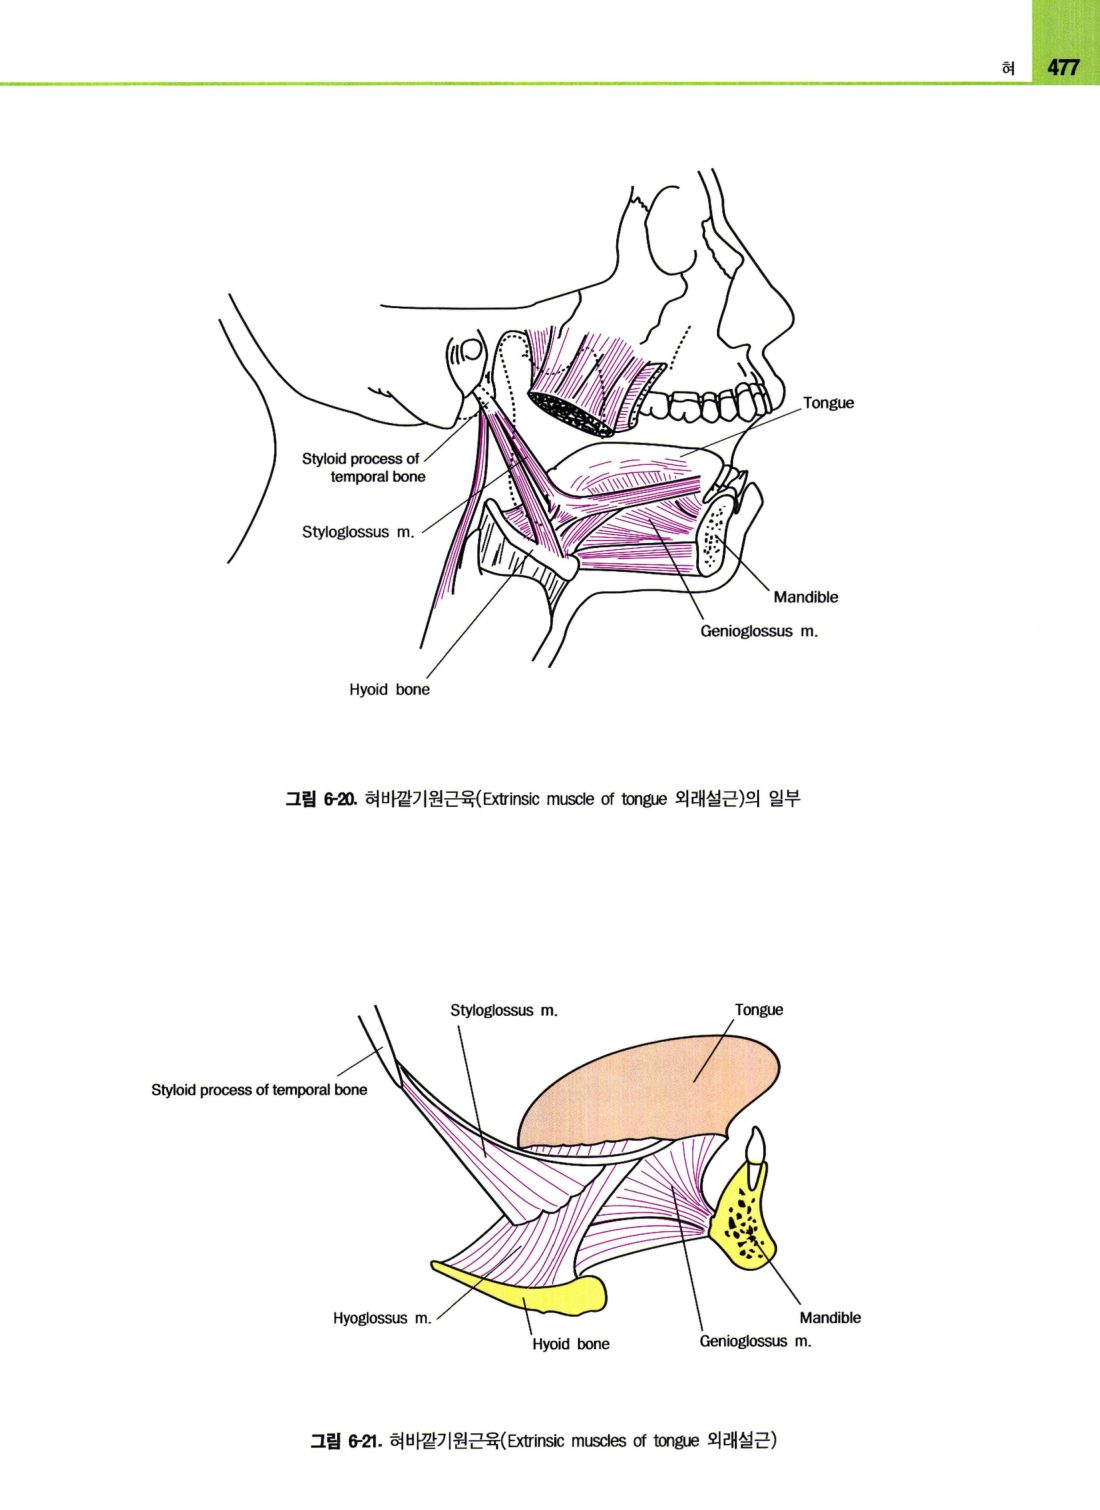 혀 477
Tongue
Styloid process of
temporal bone
Styloglossus m.
Mandible
Genioglossus m.
Hyoid bone
그림 6-20. 혀바깥기원근육(Extrinsic muscle of tongue 외래설근)의 일부
Styloglossus m.
Tongue
Styloid process of temporal bone
Hyoglossus m.
Mandible
Hyoid bone
Genioglossus m.
그림 6-21. 혀바깥기원근육(Extrinsic muscles of tongue 외래설근)